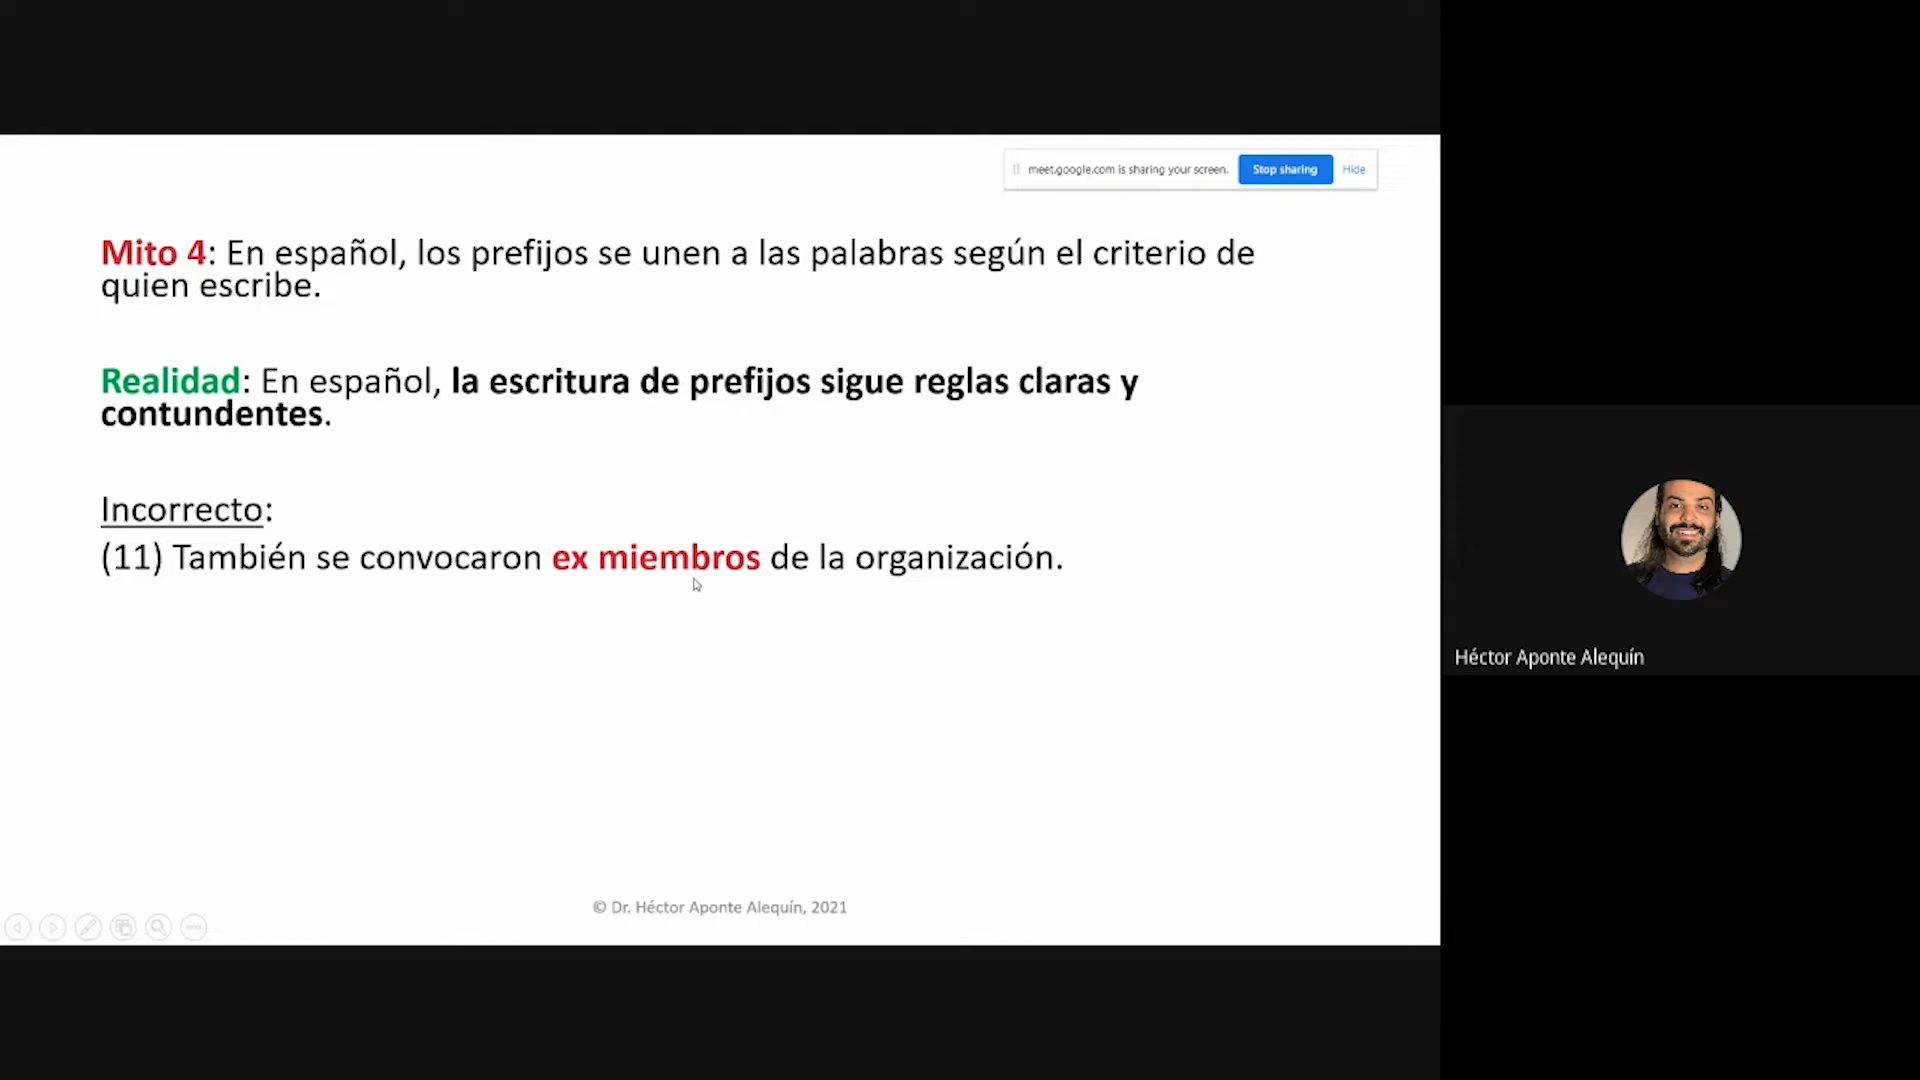 meet.google.com is sharing your screen. Stop sharing Hide
Mito 4: En español, los prefijos se unen a las palabras según el criterio de
quien escribe.
Realidad: En español, la escritura de prefijos sigue reglas claras y
contundentes.
Incorrecto:
(11) También se convocaron ex miembros de la organización.
Héctor Aponte Alequín
© Dr. Héctor Aponte Alequín, 2021